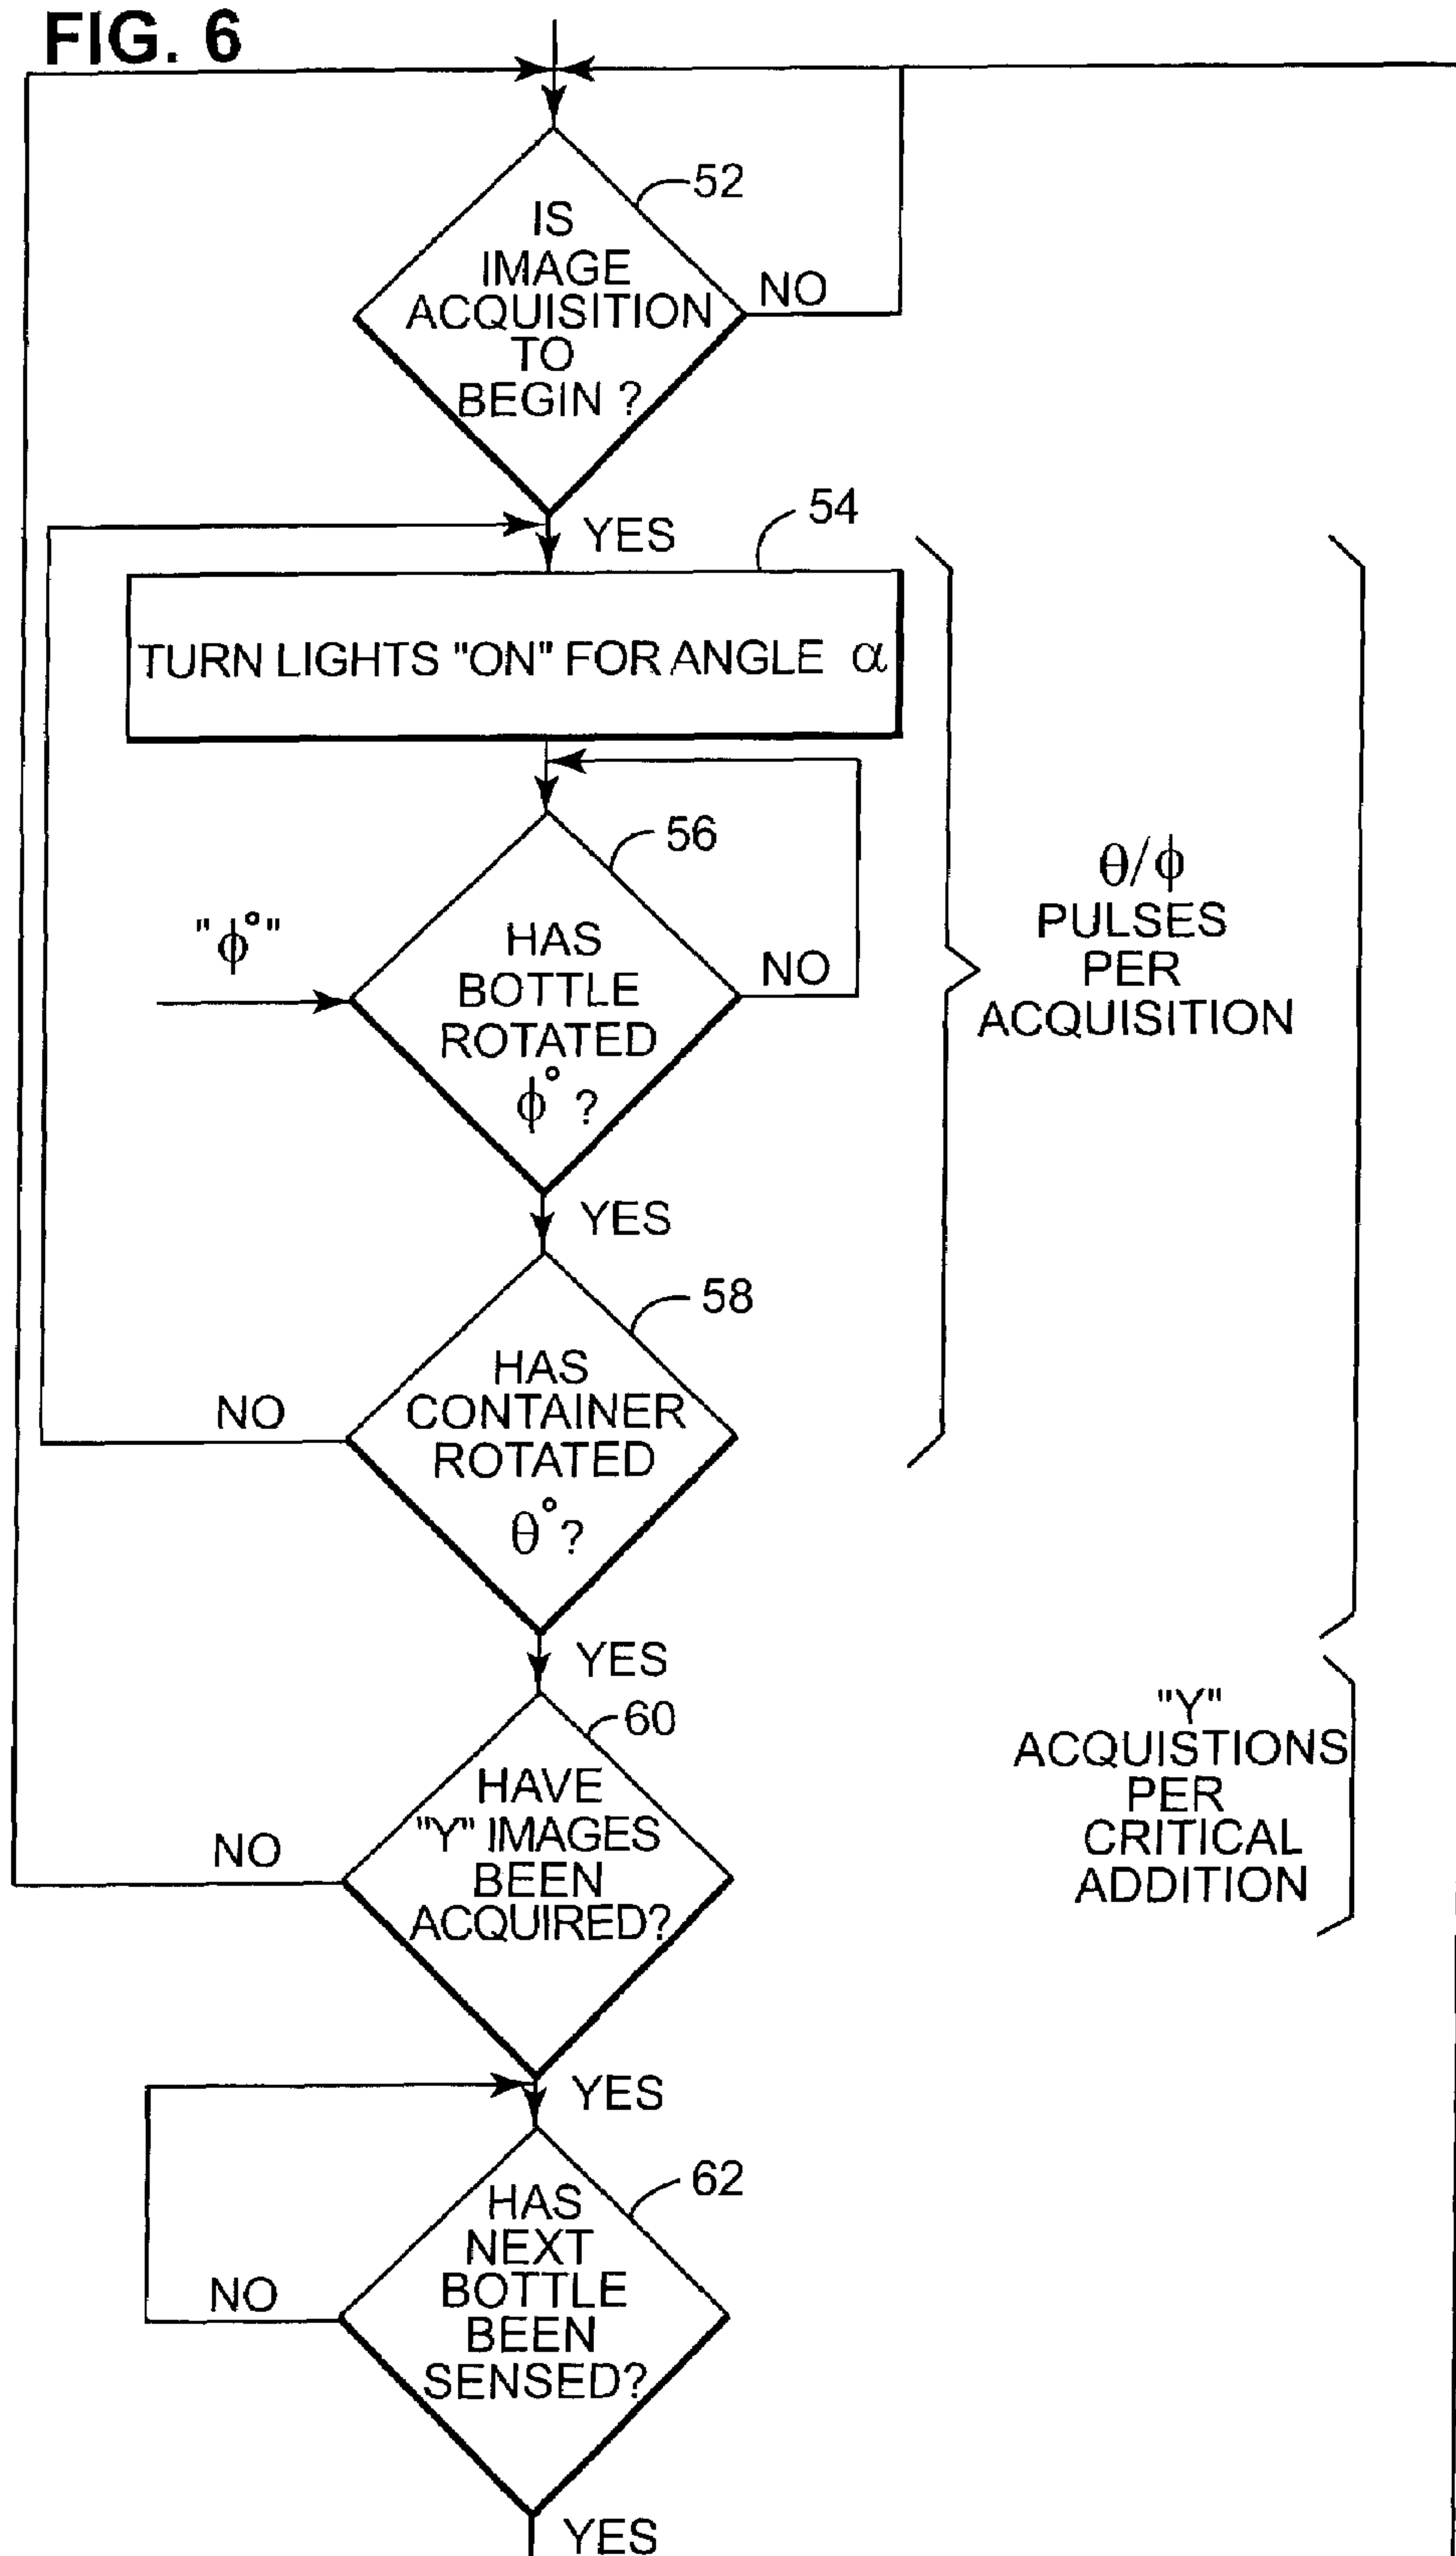 FIG. 6
52
IS
IMAGE
ACQUISITION
TO
BEGIN ?
NO
YES
54
TURN LIGHTS "ON" FOR ANGLE α
56
"ϕ°"
HAS
BOTTLE
ROTATED
ϕ° ?
NO
θ/ϕ
PULSES
PER
ACQUISITION
YES
58
HAS
CONTAINER
ROTATED
θ° ?
NO
YES
60
HAVE
"Y" IMAGES
BEEN
ACQUIRED?
NO
"Y"
ACQUISTIONS
PER
CRITICAL
ADDITION
YES
62
HAS
NEXT
BOTTLE
BEEN
SENSED?
NO
YES